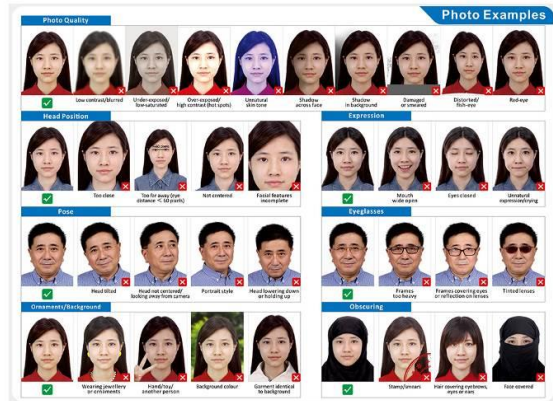 Photo Examples
Photo Quality
Low contrast/blurred
Under-exposed/
low-saturated
Over-exposed/
high contrast (hot spots)
Unnatural
skin tone
Shadow
across face
Shadow
in background
Damaged
or smeared
Distorted/
fish-eye
Red-eye
Head Position
Too close
Too far away (eye
distance < 60 pixels)
Not centered
Facial features
incomplete
Expression
Mouth
wide open
Eyes closed
Unnatural
expression/crying
Pose
Head tilted
Head not centered/
looking away from camera
Portrait style
Head lowering down
or holding up
Eyeglasses
Frames
too heavy
Frames covering eyes
or reflection on lenses
Tinted lenses
Ornaments/Background
Wearing jewellery
or ornaments
Hand/toy/
another person
Background colour
Garment identical
to background
Obscuring
Stamp/smears
Hair covering eyebrows,
eyes or ears
Face covered